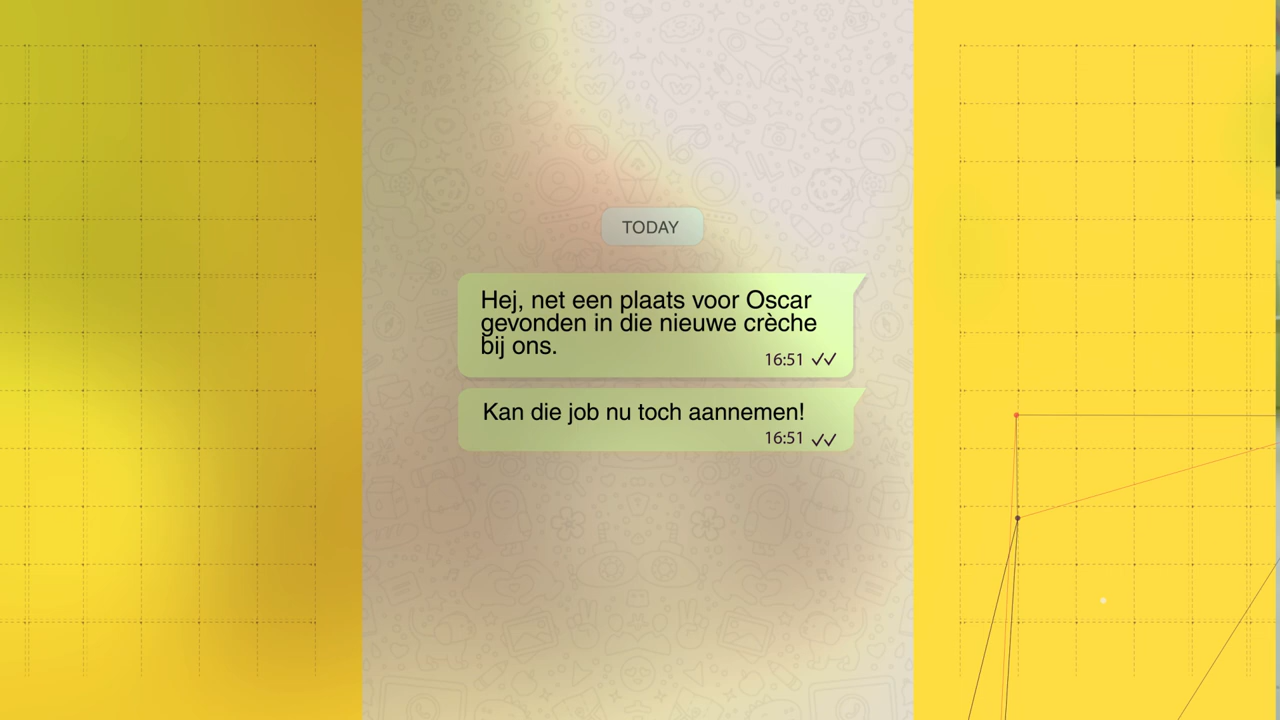 TODAY
Hej, net een plaats voor Oscar
gevonden in die nieuwe crèche
bij ons.
16:51
Kan die job nu toch aannemen!
16:51